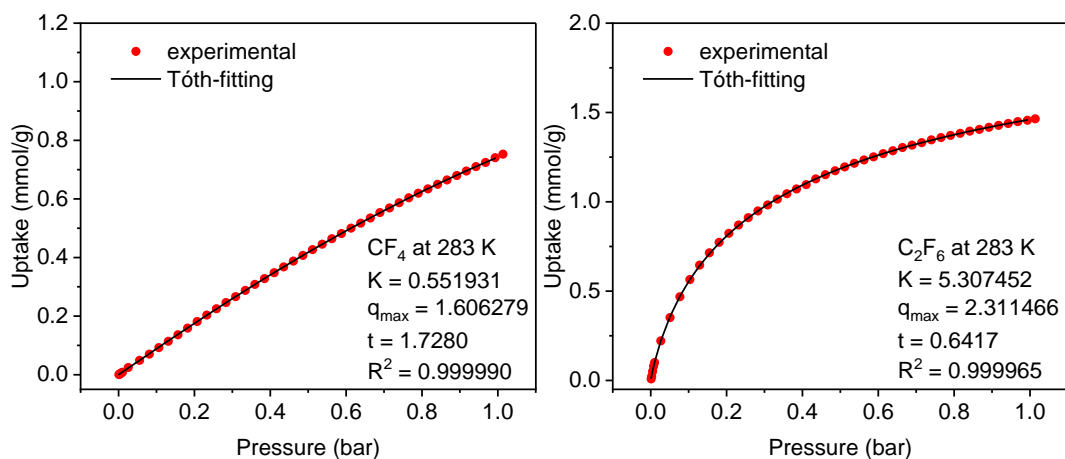 experimental
Tóth-fitting
CF4 at 283 K
K = 0.551931
qmax = 1.606279
t = 1.7280
R2 = 0.999990
Uptake (mmol/g)
1.2
1.0
0.8
0.6
0.4
0.2
0.0
0.0 0.2 0.4 0.6 0.8 1.0
Pressure (bar)
experimental
Tóth-fitting
C2F6 at 283 K
K = 5.307452
qmax = 2.311466
t = 0.6417
R2 = 0.999965
Uptake (mmol/g)
2.0
1.5
1.0
0.5
0.0
0.0 0.2 0.4 0.6 0.8 1.0
Pressure (bar)